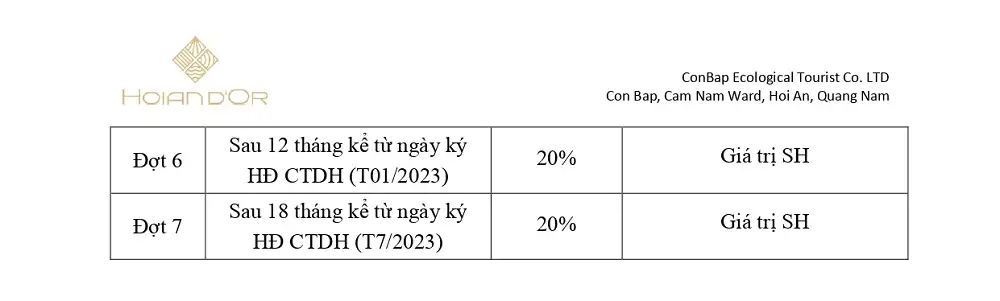 HOIAN D'OR
ConBap Ecological Tourist Co. LTD
Con Bap, Cam Nam Ward, Hoi An, Quang Nam
Đợt 6
Sau 12 tháng kể từ ngày ký
HĐ CTDH (T01/2023)
20%
Giá trị SH
Đợt 7
Sau 18 tháng kể từ ngày ký
HĐ CTDH (T7/2023)
20%
Giá trị SH